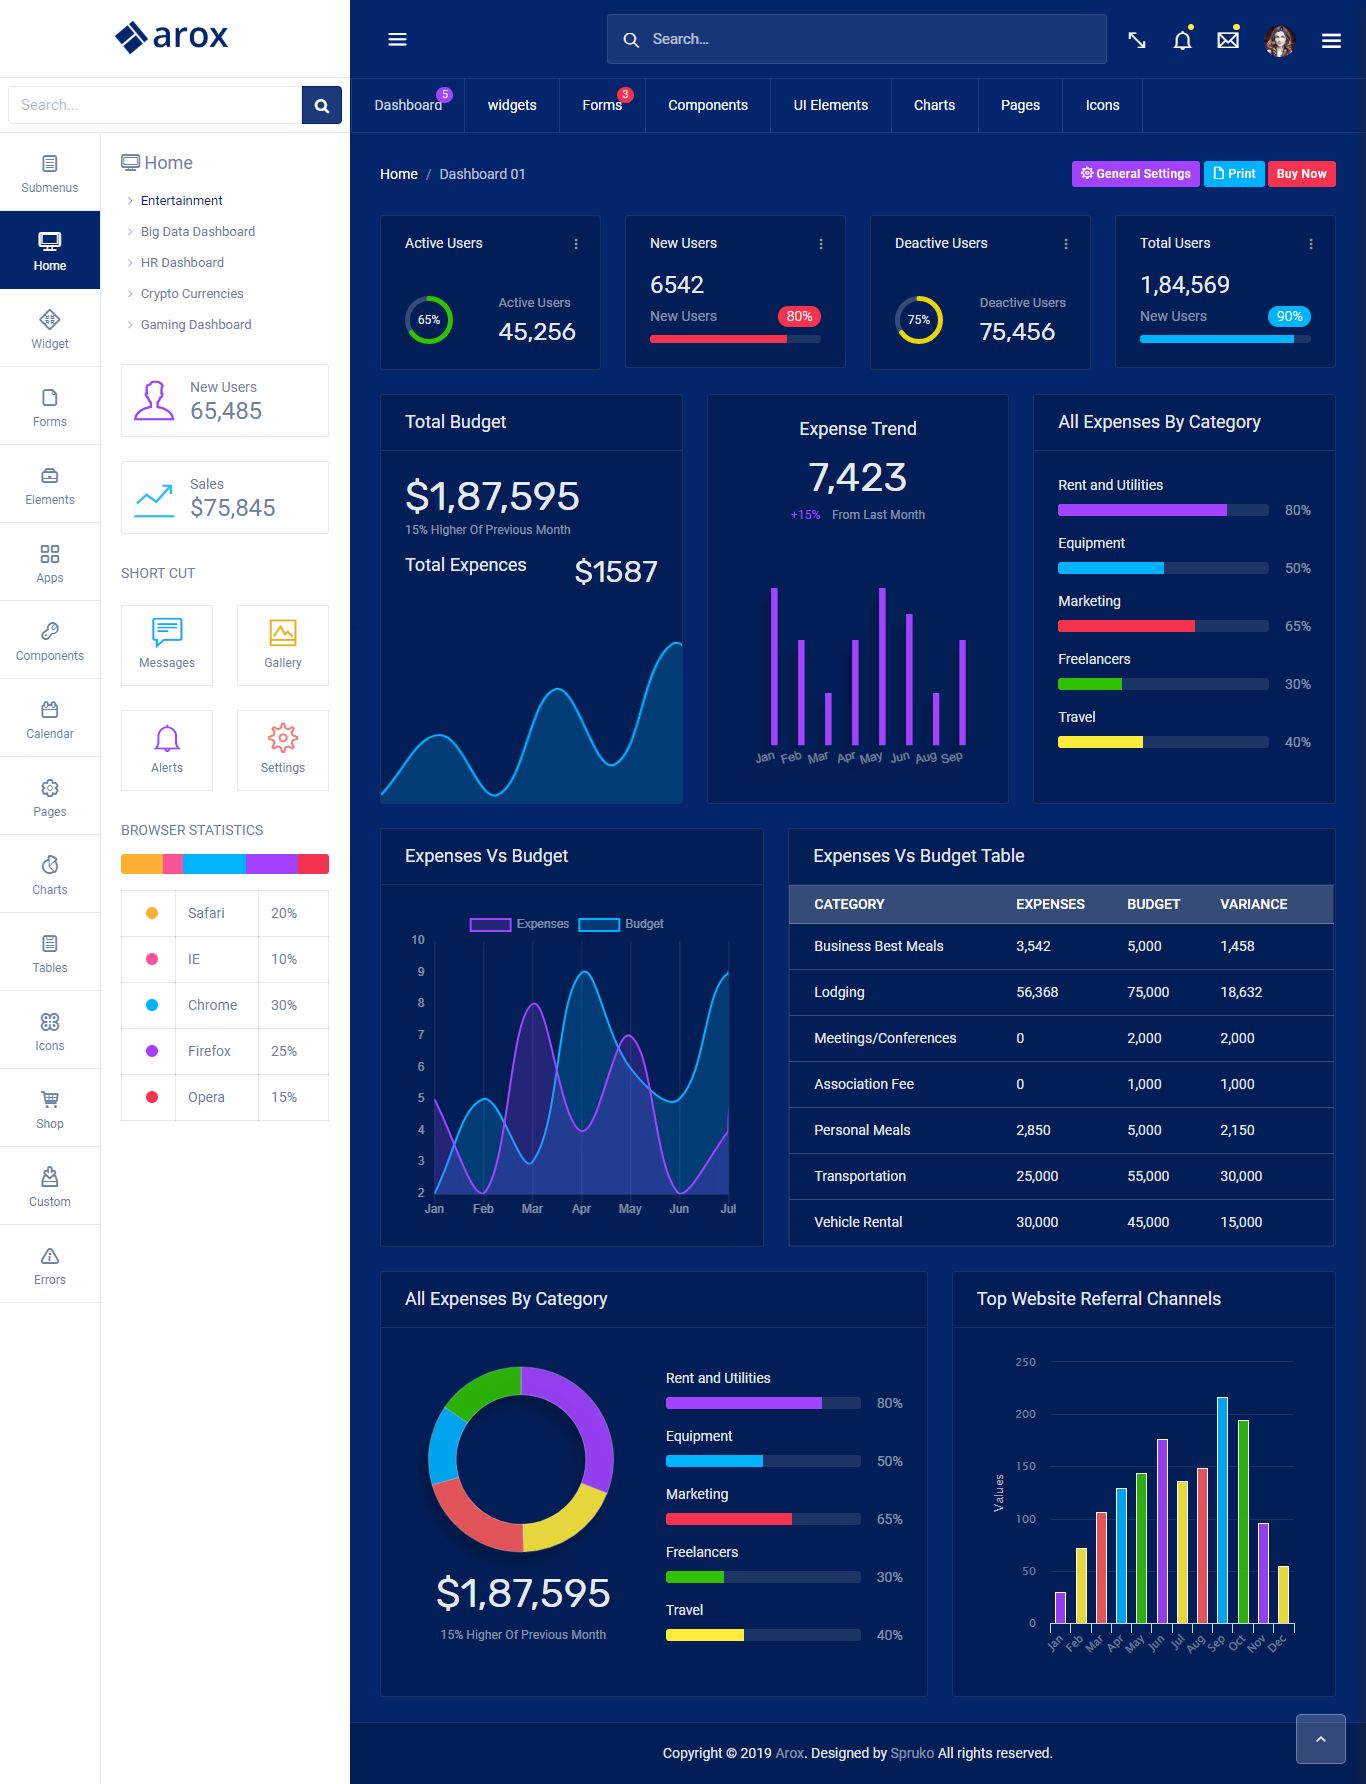 arox
Search...
Search...
Dashboard 5
widgets
Forms 3
Components
UI Elements
Charts
Pages
Icons
Submenus
Home
Widget
Forms
Elements
Apps
Components
Calendar
Pages
Charts
Tables
Icons
Shop
Custom
Errors
Home
Entertainment
Big Data Dashboard
HR Dashboard
Crypto Currencies
Gaming Dashboard
New Users
65,485
Sales
$75,845
SHORT CUT
Messages
Gallery
Alerts
Settings
BROWSER STATISTICS
Safari 20%
IE 10%
Chrome 30%
Firefox 25%
Opera 15%
Home / Dashboard 01
General Settings
Print
Buy Now
Active Users
65%
Active Users
45,256
New Users
6542
New Users 80%
Deactive Users
75%
Deactive Users
75,456
Total Users
1,84,569
New Users 90%
Total Budget
$1,87,595
15% Higher Of Previous Month
Total Expences $1587
Expense Trend
7,423
+15% From Last Month
Jan Feb Mar Apr May Jun Aug Sep
All Expenses By Category
Rent and Utilities
80%
Equipment
50%
Marketing
65%
Freelancers
30%
Travel
40%
Expenses Vs Budget
Expenses Budget
10
9
8
7
6
5
4
3
2
Jan Feb Mar Apr May Jun Jul
Expenses Vs Budget Table
CATEGORY EXPENSES BUDGET VARIANCE
Business Best Meals 3,542 5,000 1,458
Lodging 56,368 75,000 18,632
Meetings/Conferences 0 2,000 2,000
Association Fee 0 1,000 1,000
Personal Meals 2,850 5,000 2,150
Transportation 25,000 55,000 30,000
Vehicle Rental 30,000 45,000 15,000
All Expenses By Category
$1,87,595
15% Higher Of Previous Month
Rent and Utilities
80%
Equipment
50%
Marketing
65%
Freelancers
30%
Travel
40%
Top Website Referral Channels
Values
250
200
150
100
50
0
Jan Feb Mar Apr May Jun Jul Aug Sep Oct Nov Dec
Copyright © 2019 Arox. Designed by Spruko All rights reserved.